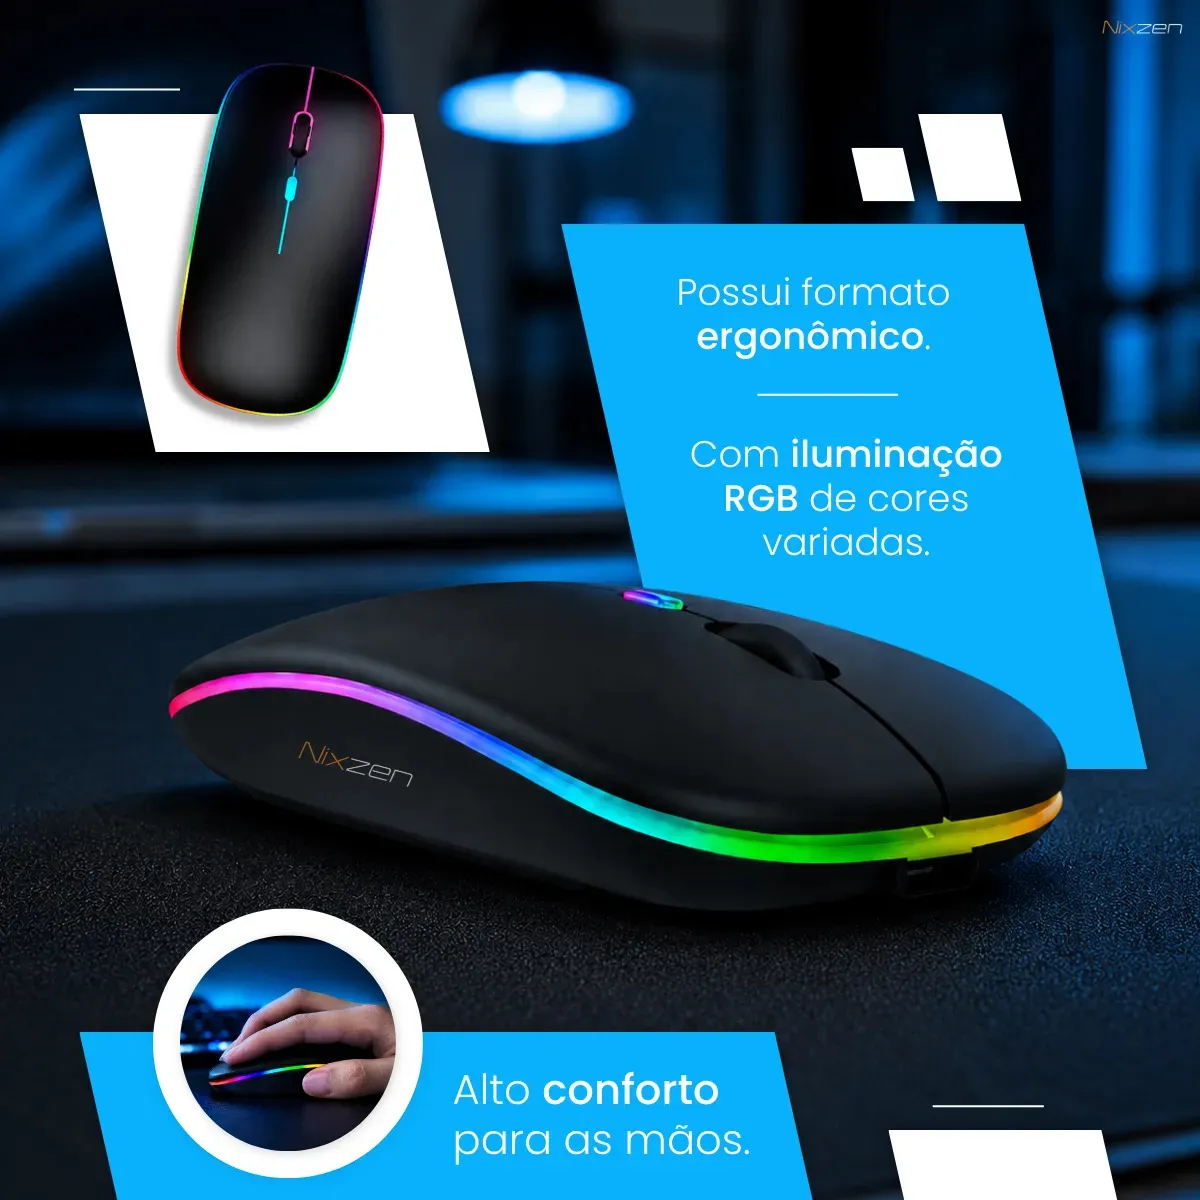 Nixzen
Possui formato
ergonômico.
Com iluminação
RGB de cores
variadas.
Nixzen
Alto conforto
para as mãos.